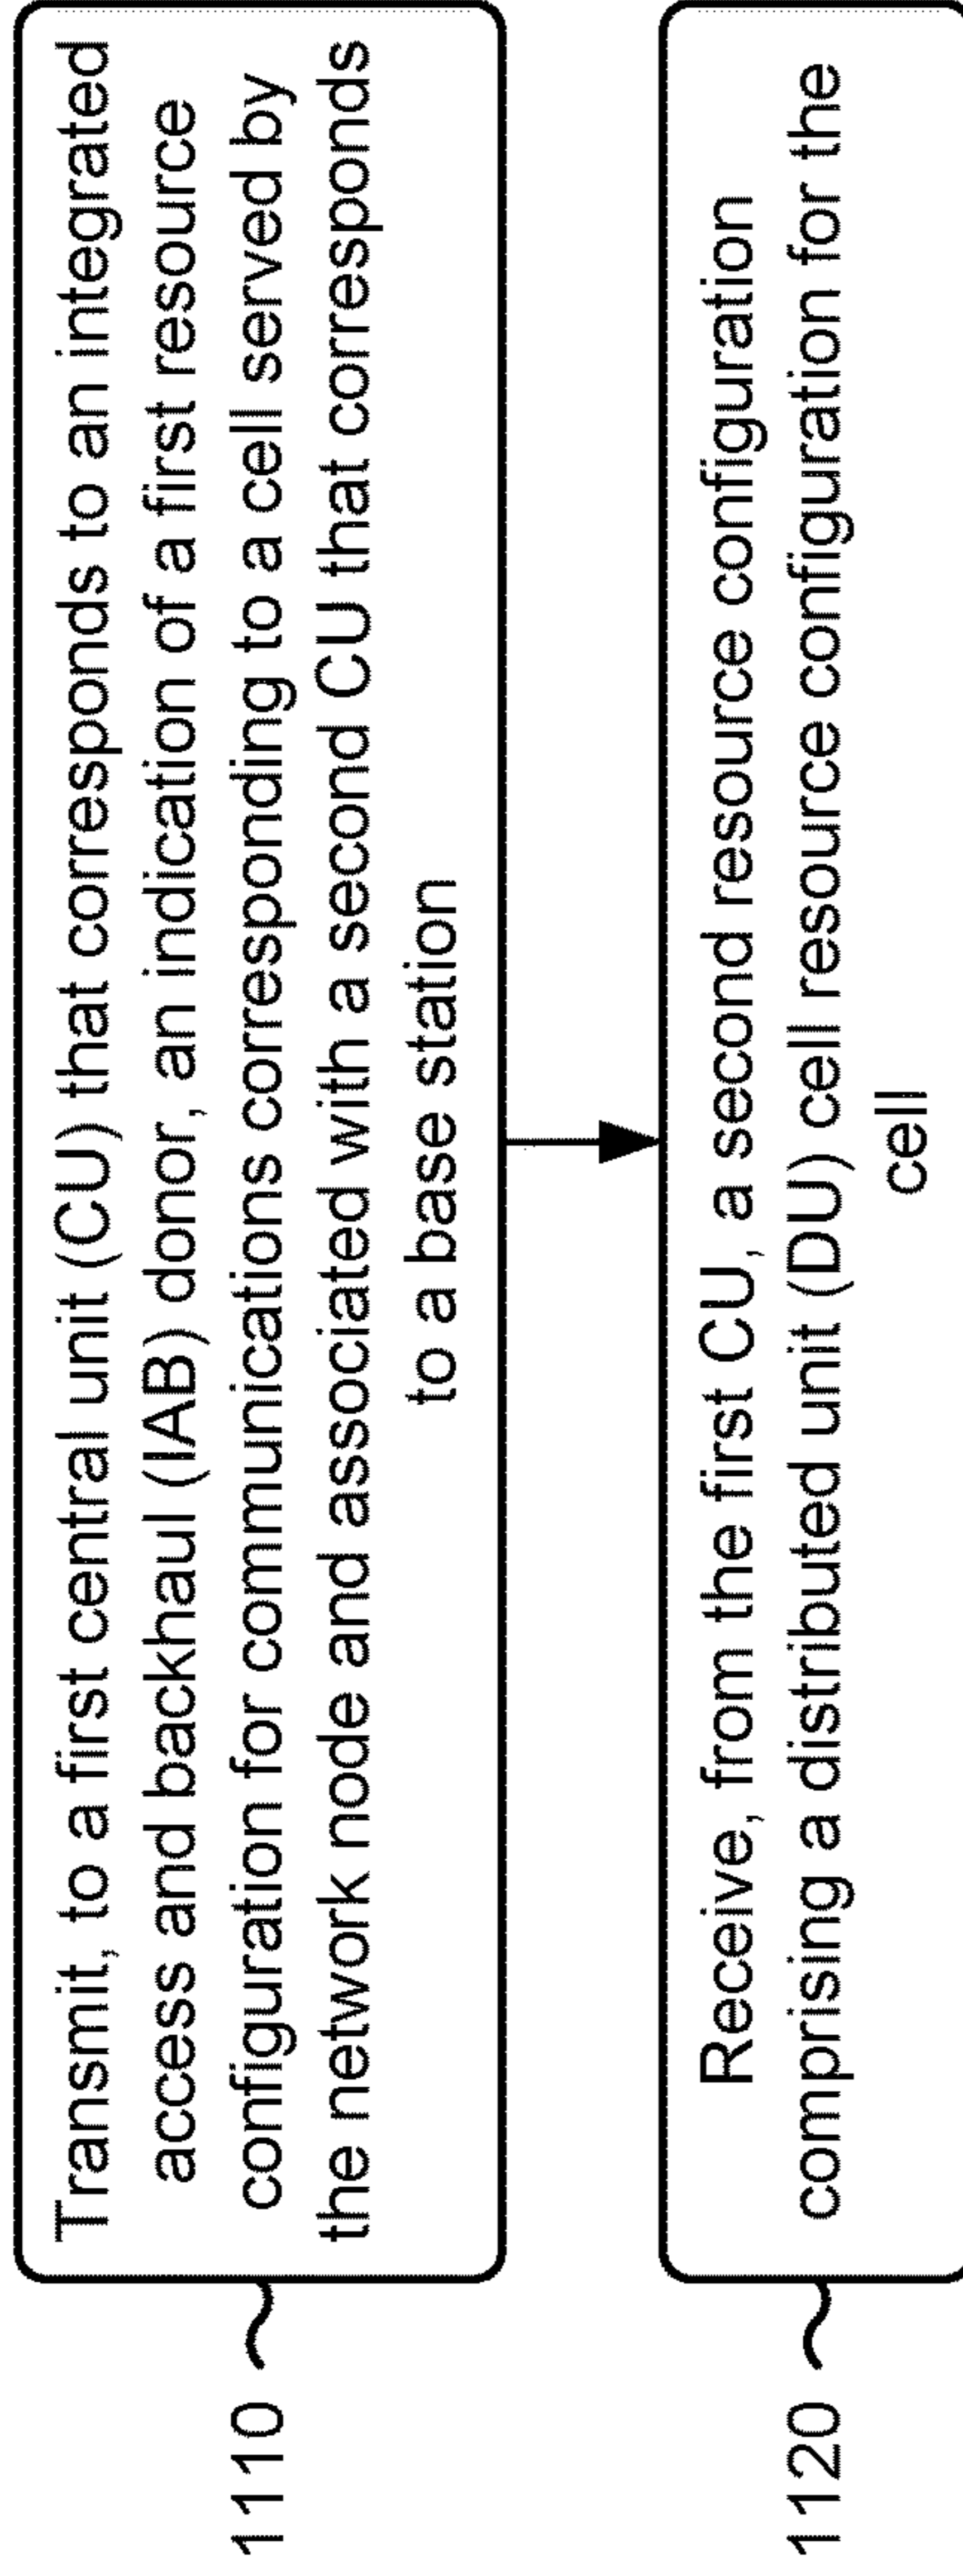 Transmit, to a first central unit (CU) that corresponds to an integrated
access and backhaul (IAB) donor, an indication of a first resource
configuration for communications corresponding to a cell served by
the network node and associated with a second CU that corresponds
to a base station
1110
Receive, from the first CU, a second resource configuration
comprising a distributed unit (DU) cell resource configuration for the
cell
1120